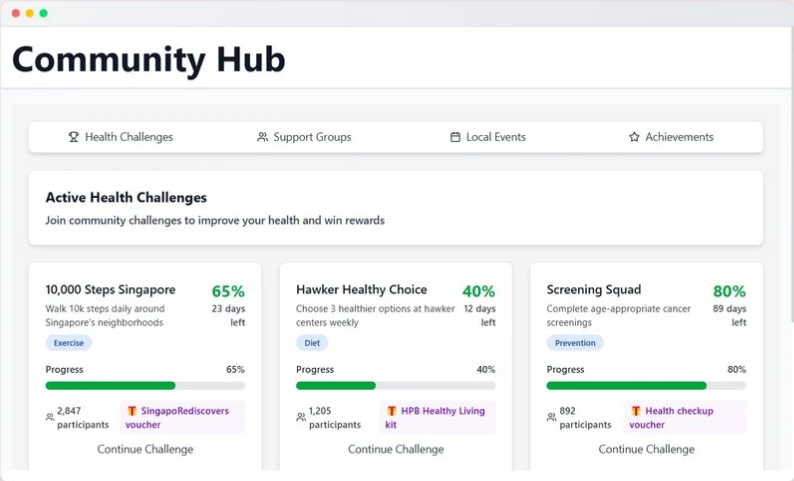 Community Hub
Health Challenges
Support Groups
Local Events
Achievements
Active Health Challenges
Join community challenges to improve your health and win rewards
10,000 Steps Singapore
65%
Walk 10k steps daily around
Singapore's neighborhoods
23 days
left
Exercise
Progress
65%
2,847
participants
SingapoRediscovers
voucher
Continue Challenge
Hawker Healthy Choice
40%
Choose 3 healthier options at hawker
centers weekly
12 days
left
Diet
Progress
40%
1,205
participants
HPB Healthy Living
kit
Continue Challenge
Screening Squad
80%
Complete age-appropriate cancer
screenings
89 days
left
Prevention
Progress
80%
892
participants
Health checkup
voucher
Continue Challenge